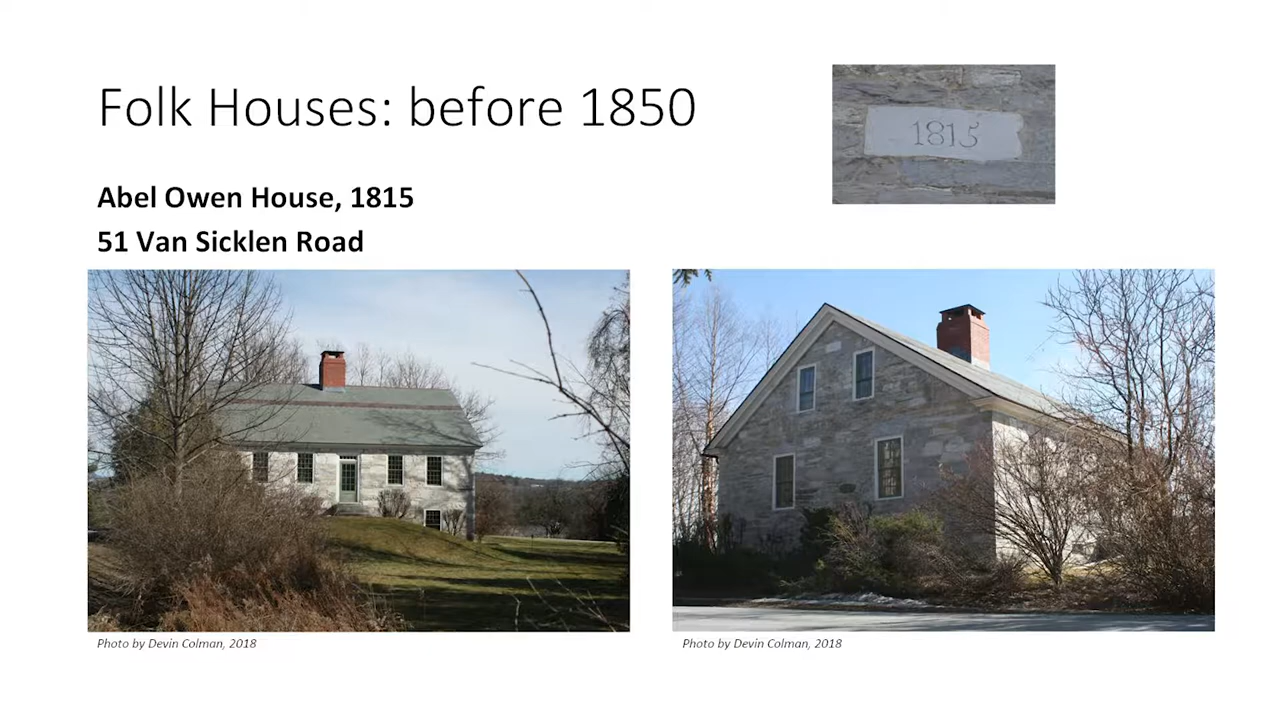 Folk Houses: before 1850
1815
Abel Owen House, 1815
51 Van Sicklen Road
Photo by Devin Colman, 2018
Photo by Devin Colman, 2018